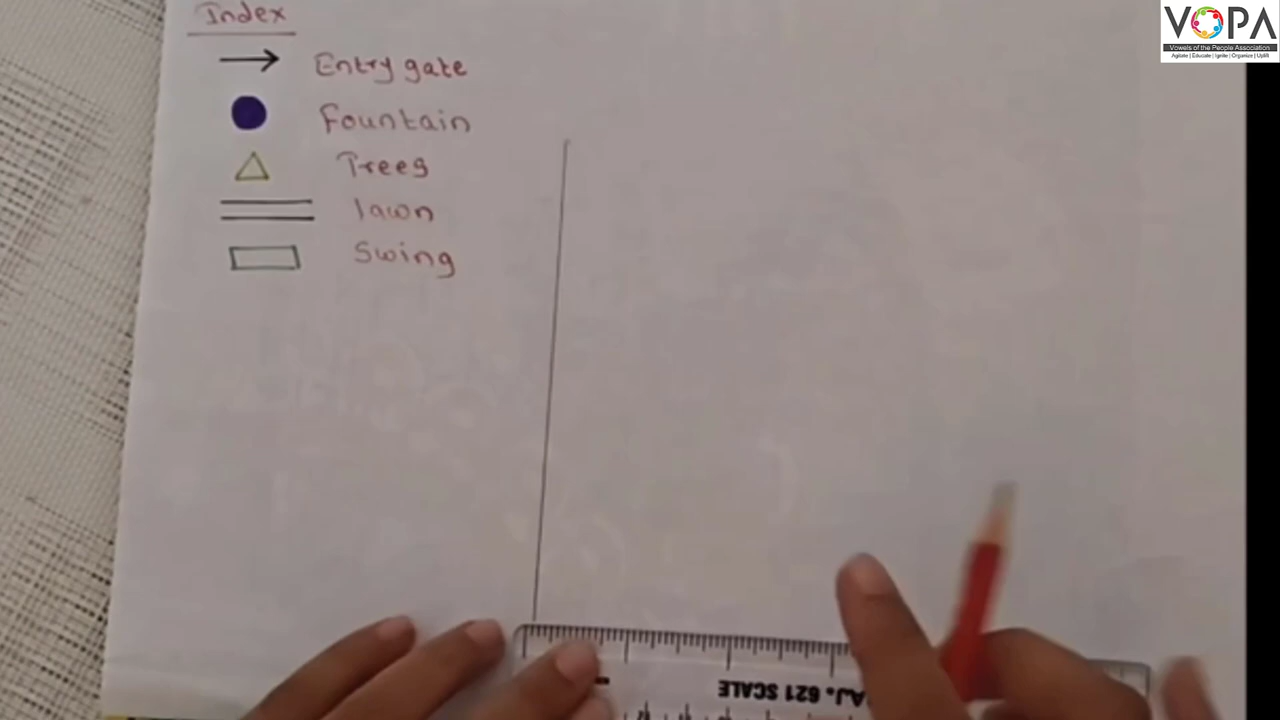 Index
Entry gate
fountain
Trees
lawn
Swing
A.J. 621 SCALE
VOPA
Vowels of the People Association
Agitate | Educate | Ignite | Organize | Uplift